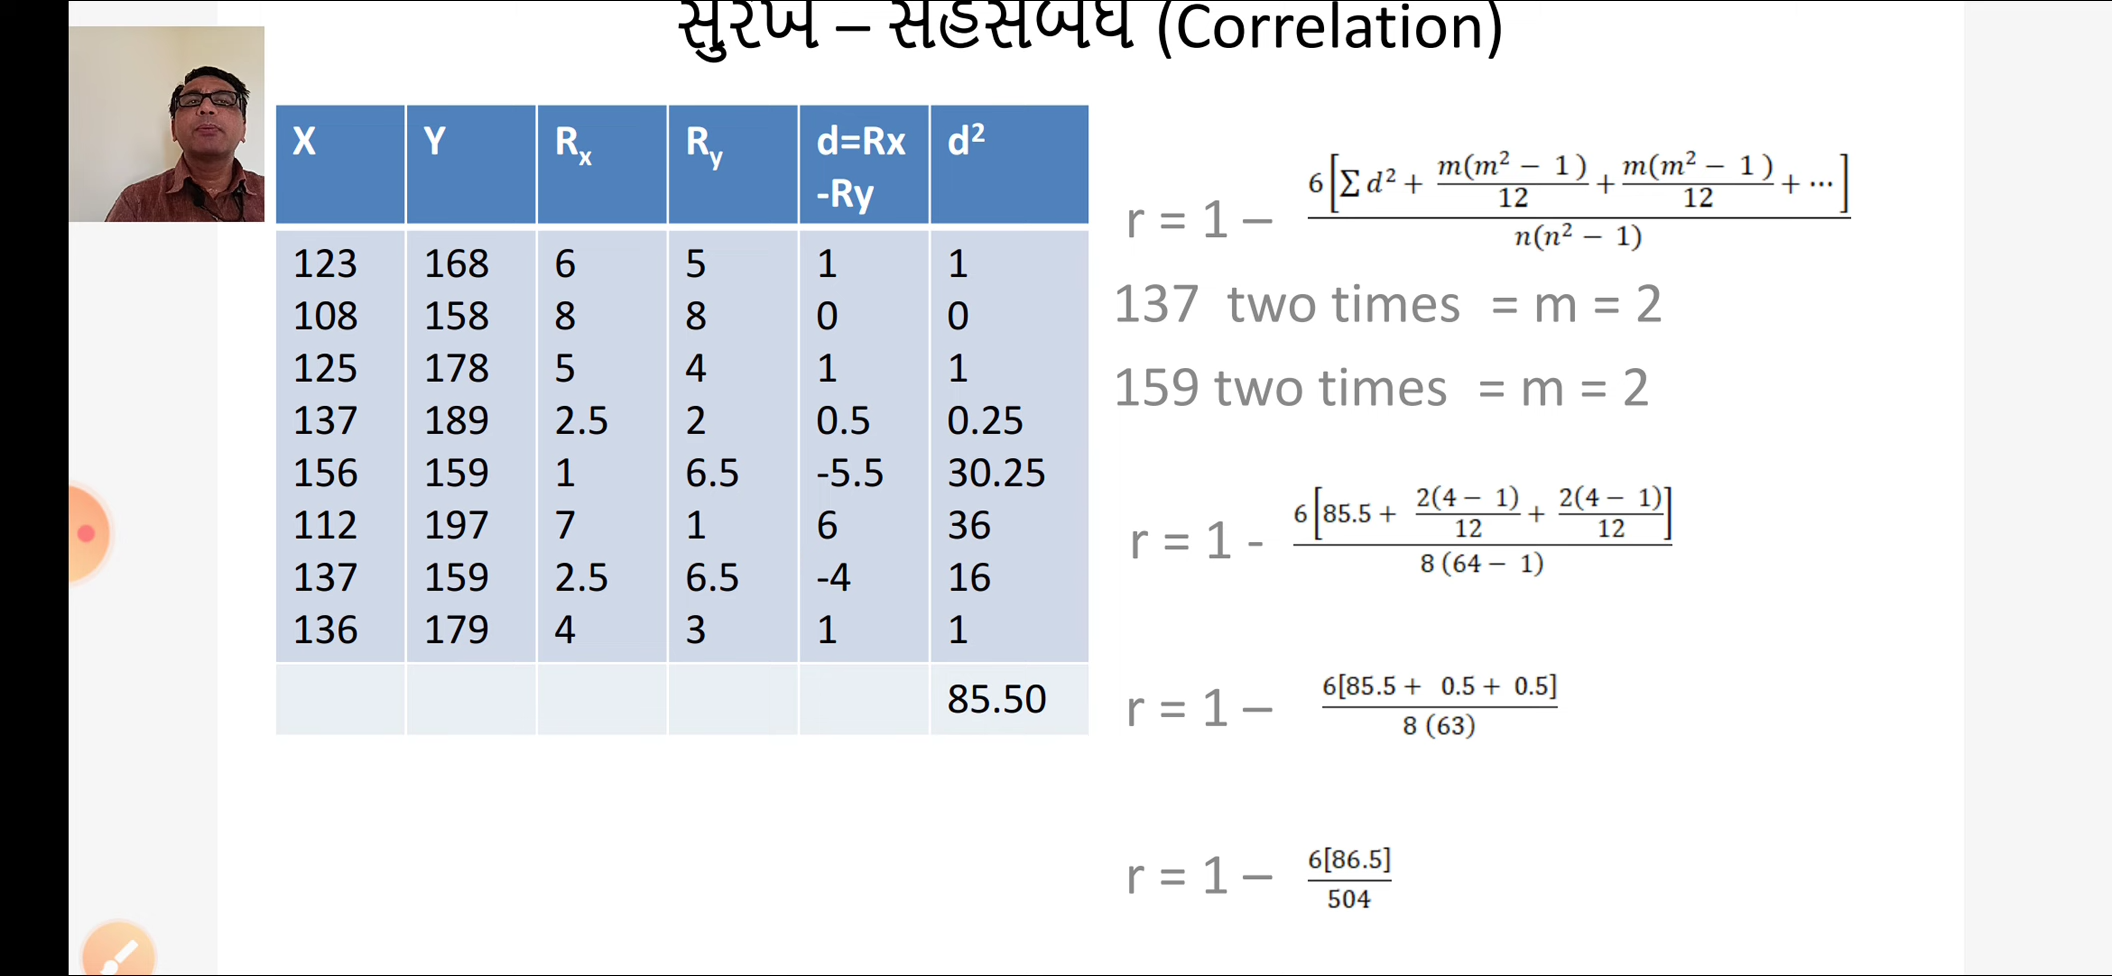 સુરેખ – સહસંબંધ (Correlation)
X Y Rx Ry d=Rx -Ry d²
123 168 6 5 1 1
108 158 8 8 0 0
125 178 5 4 1 1
137 189 2.5 2 0.5 0.25
156 159 1 6.5 -5.5 30.25
112 197 7 1 6 36
137 159 2.5 6.5 -4 16
136 179 4 3 1 1
85.50
r = 1 – 6[∑ d² + m(m² − 1)/12 + m(m² − 1)/12 + ⋯] / n(n² − 1)
137 two times = m = 2
159 two times = m = 2
r = 1 - 6[85.5 + 2(4 − 1)/12 + 2(4 − 1)/12] / 8 (64 − 1)
r = 1 – 6[85.5 + 0.5 + 0.5] / 8 (63)
r = 1 – 6[86.5] / 504